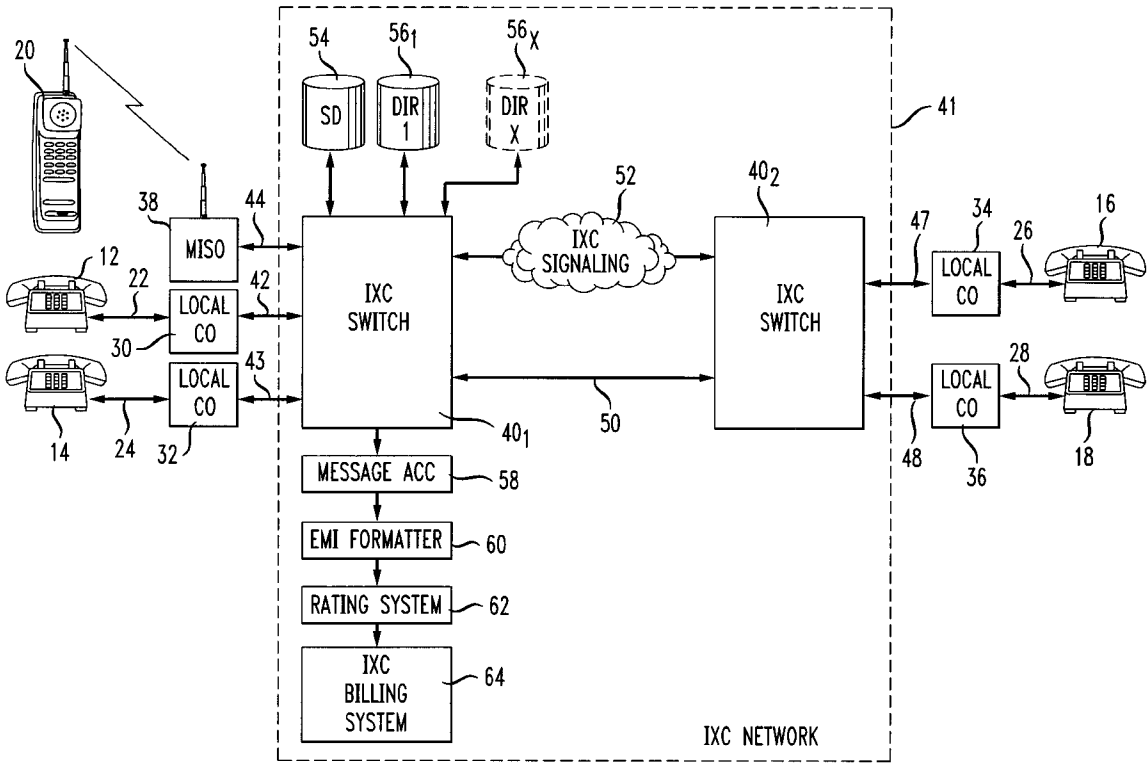 20
54
56₁
56ₓ
SD
DIR
1
DIR
X
41
38
44
MISO
52
IXC
SIGNALING
40₂
12
22
42
LOCAL
CO
30
IXC
SWITCH
IXC
SWITCH
47
34
LOCAL
CO
26
16
14
24
LOCAL
CO
32
43
50
40₁
48
LOCAL
CO
36
28
18
MESSAGE ACC
58
EMI FORMATTER
60
RATING SYSTEM
62
IXC
BILLING
SYSTEM
64
IXC NETWORK